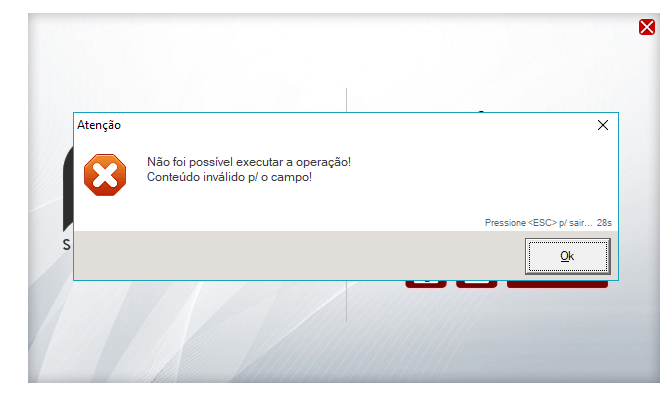 Atenção
Não foi possível executar a operação!
Conteúdo inválido p/ o campo!
Pressione <ESC> p/ sair... 28s
S
Ok